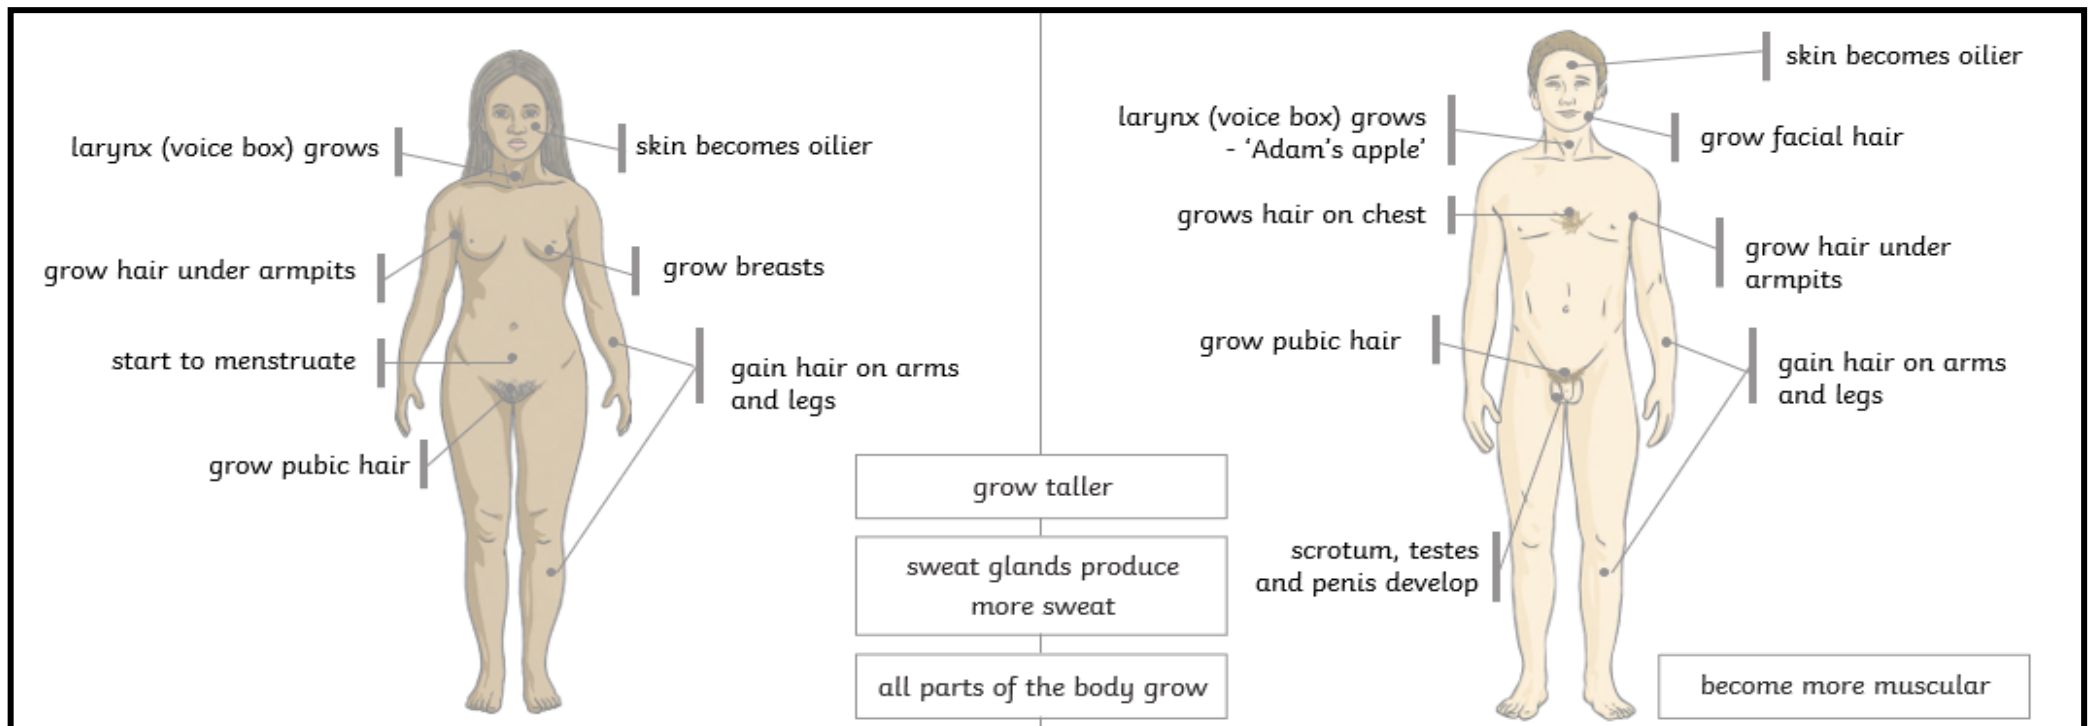 larynx (voice box) grows
skin becomes oilier
grow hair under armpits
grow breasts
start to menstruate
gain hair on arms
and legs
grow pubic hair
grow taller
sweat glands produce
more sweat
all parts of the body grow
skin becomes oilier
larynx (voice box) grows
- ‘Adam’s apple’
grow facial hair
grows hair on chest
grow hair under
armpits
grow pubic hair
gain hair on arms
and legs
scrotum, testes
and penis develop
become more muscular